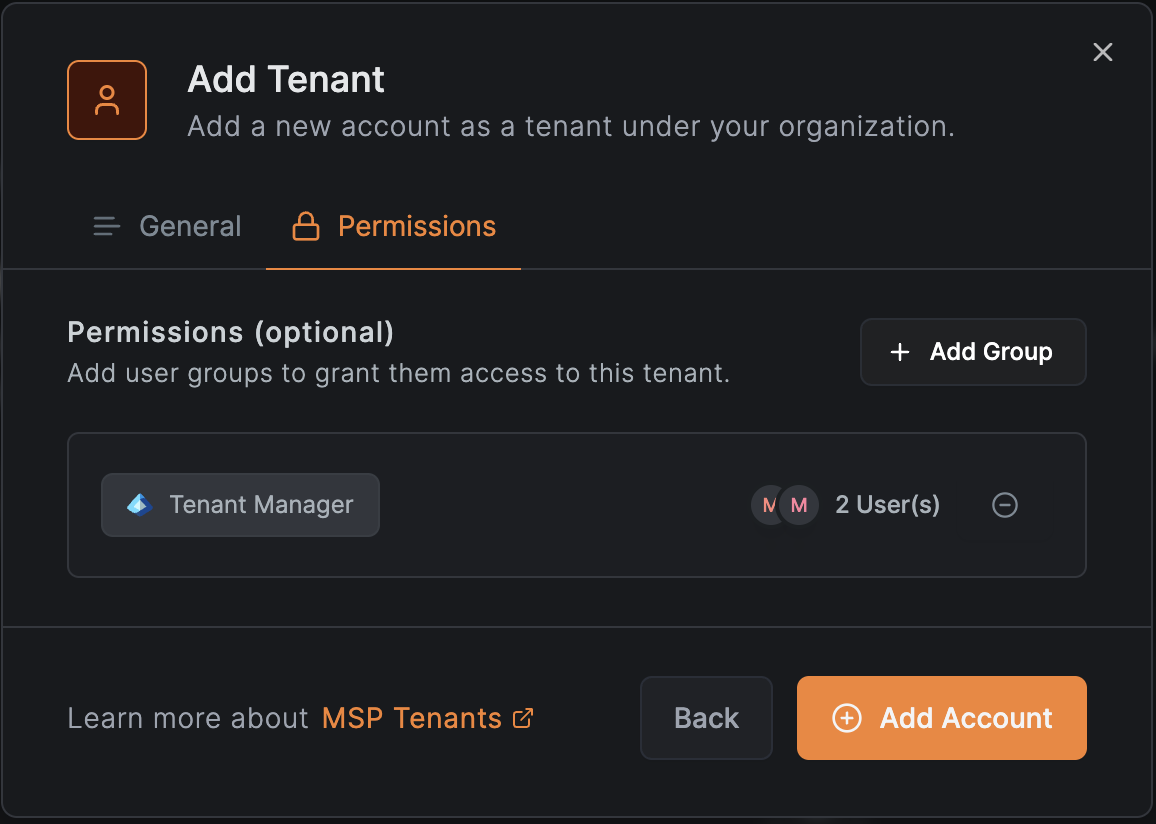 Add Tenant
Add a new account as a tenant under your organization.
General
Permissions
Permissions (optional)
Add user groups to grant them access to this tenant.
+ Add Group
Tenant Manager
M M 2 User(s)
Learn more about MSP Tenants
Back
Add Account